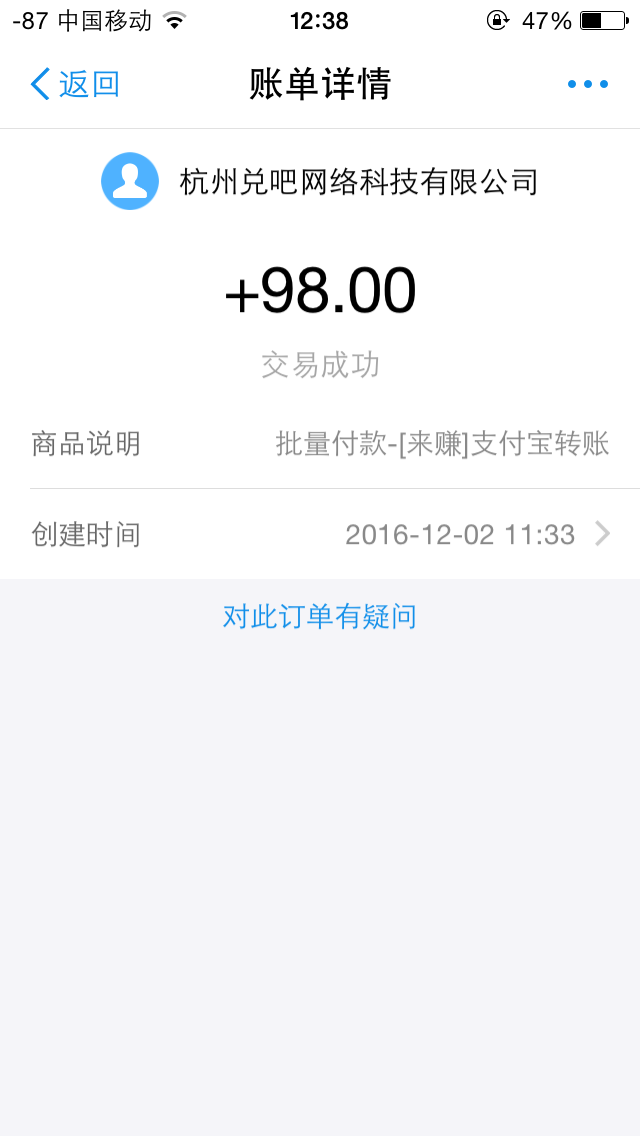 -87 中国移动 12:38 47%
返回 账单详情
杭州兑吧网络科技有限公司
+98.00
交易成功
商品说明 批量付款-[来赚]支付宝转账
创建时间 2016-12-02 11:33
对此订单有疑问